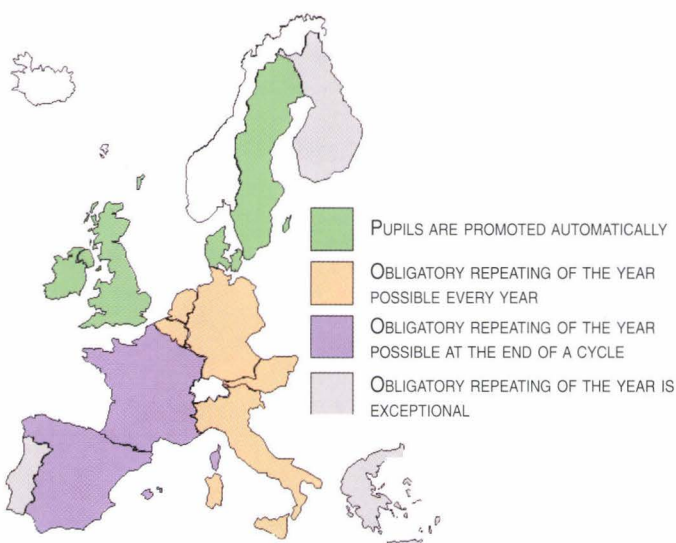 PUPILS ARE PROMOTED AUTOMATICALLY
OBLIGATORY REPEATING OF THE YEAR
POSSIBLE EVERY YEAR
OBLIGATORY REPEATING OF THE YEAR
POSSIBLE AT THE END OF A CYCLE
OBLIGATORY REPEATING OF THE YEAR IS
EXCEPTIONAL